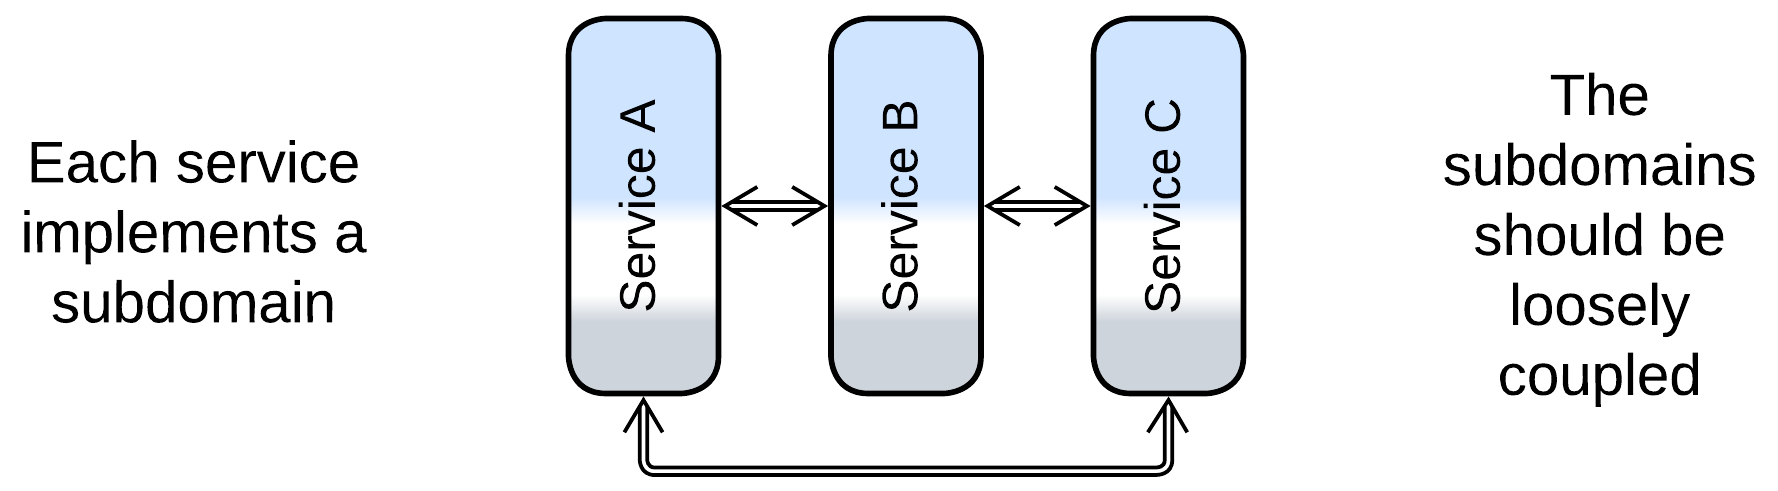 Each service
implements a
subdomain
Service A
Service B
Service C
The
subdomains
should be
loosely
coupled